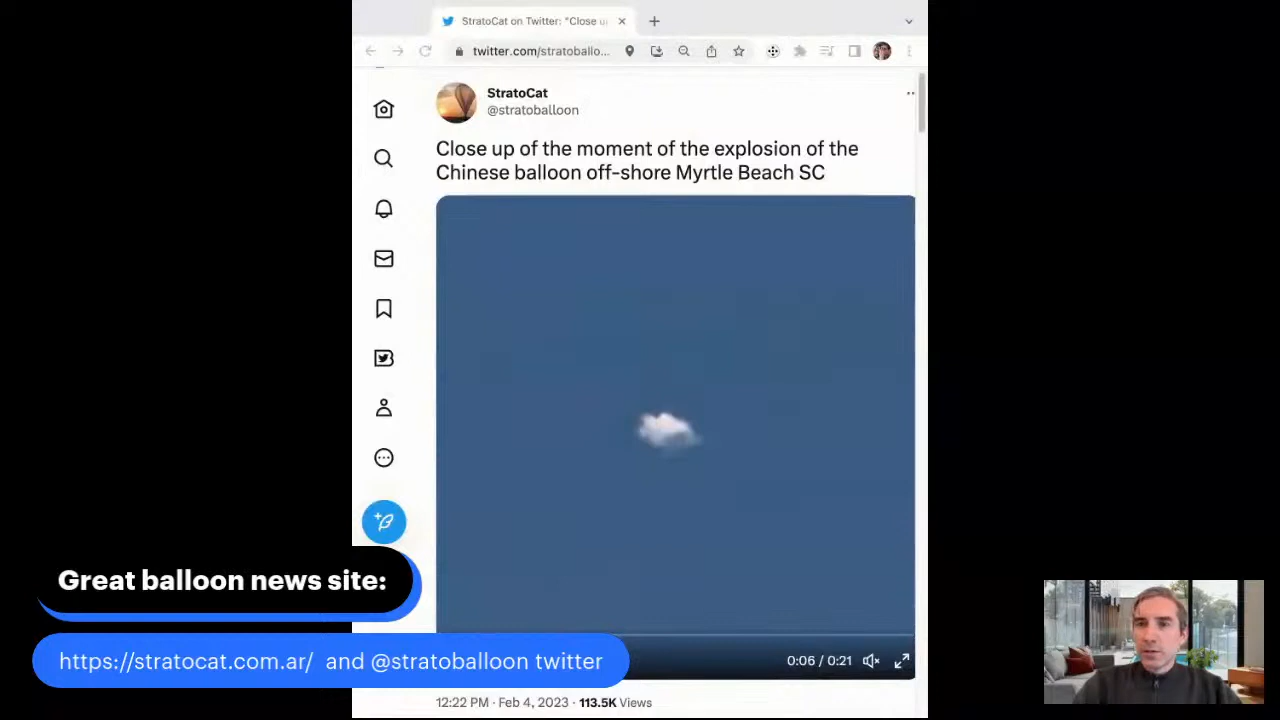 StratoCat on Twitter: "Close u
twitter.com/stratoballo...
StratoCat
@stratoballoon
Close up of the moment of the explosion of the
Chinese balloon off-shore Myrtle Beach SC
0:06 / 0:21
12:22 PM · Feb 4, 2023 · 113.5K Views
Great balloon news site:
https://stratocat.com.ar/ and @stratoballoon twitter